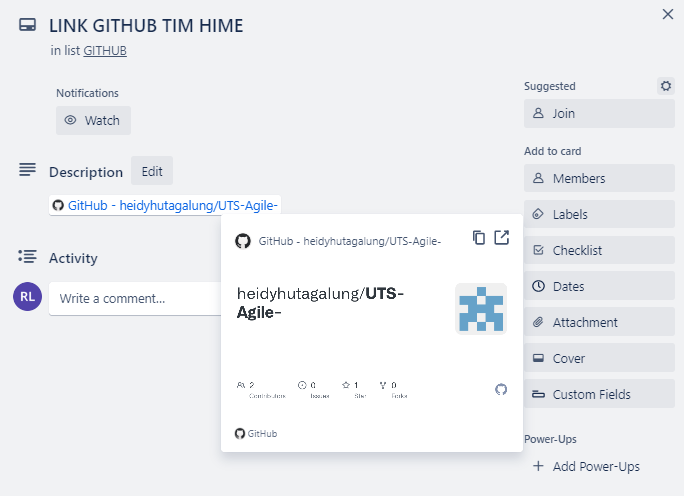 LINK GITHUB TIM HIME
in list GITHUB
Notifications
Watch
Description
Edit
GitHub - heidyhutagalung/UTS-Agile-
Activity
RL
Write a comment...
GitHub - heidyhutagalung/UTS-Agile-
heidyhutagalung/UTS-
Agile-
2
Contributors
0
Issues
1
Star
0
Forks
GitHub
Suggested
Join
Add to card
Members
Labels
Checklist
Dates
Attachment
Cover
Custom Fields
Power-Ups
Add Power-Ups